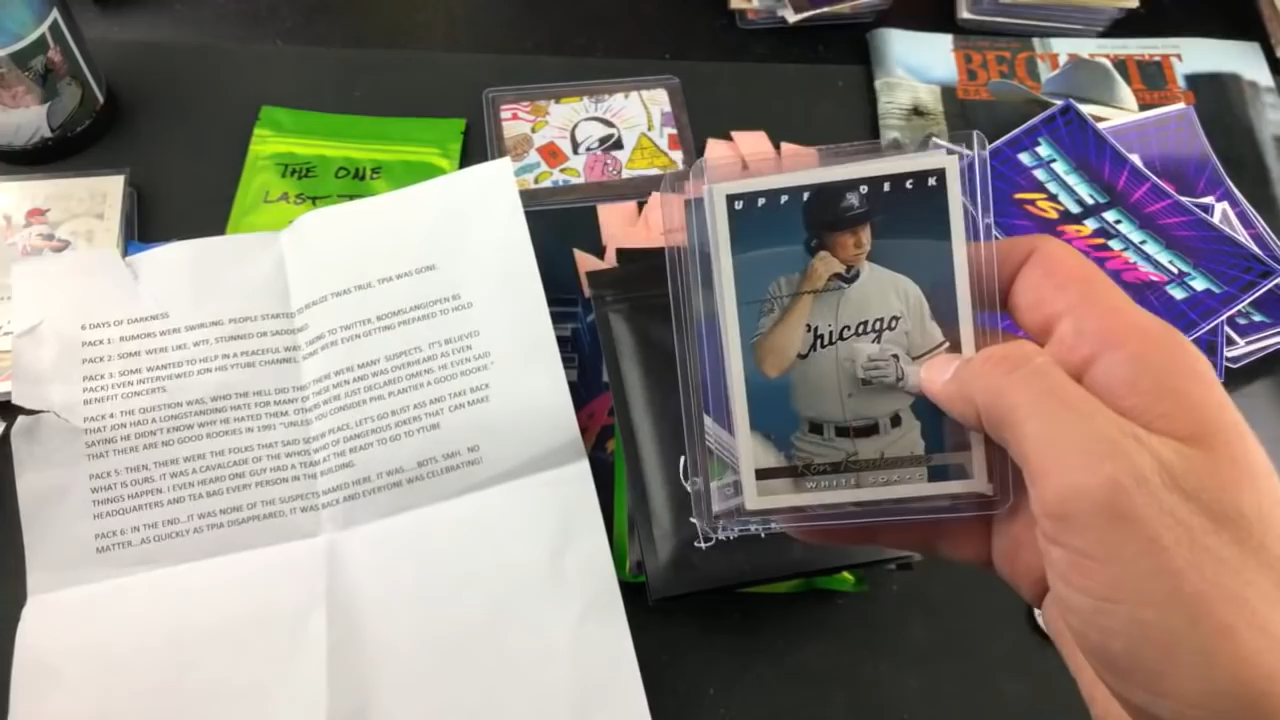 BECKETT
THE ONE
LAST
UPPER DECK
THE PAST
IS ALIVE
Chicago
Ron Karkovice
WHITE SOX • C
6 DAYS OF DARKNESS
PACK 1: RUMORS WERE SWIRLING. PEOPLE STARTED TO REALIZE TWAS TRUE, TPIA WAS GONE.
PACK 2: SOME WERE LIKE, WTF, STUNNED OR SADDENED
PACK 3: SOME WANTED TO HELP IN A PEACEFUL WAY, TAKING TO TWITTER, BOOMSLANG(OPEN BS
PACK) EVEN INTERVIEWED JON HIS YTUBE CHANNEL. SOME WERE EVEN GETTING PREPARED TO HOLD
BENEFIT CONCERTS.
PACK 4: THE QUESTION WAS, WHO THE HELL DID THIS? THERE WERE MANY SUSPECTS. IT'S BELIEVED
THAT JON HAD A LONGSTANDING HATE FOR MANY OF THESE MEN AND WAS OVERHEARD AS EVEN
SAYING HE DIDN'T KNOW WHY HE HATED THEM. OTHERS WERE JUST DECLARED OMENS. HE EVEN SAID
THAT THERE ARE NO GOOD ROOKIES IN 1991 "UNLESS YOU CONSIDER PHIL PLANTIER A GOOD ROOKIE."
PACK 5: THEN, THERE WERE THE FOLKS THAT SAID SCREW PEACE, LET'S GO BUST ASS AND TAKE BACK
WHAT IS OURS. IT WAS A CAVALCADE OF THE WHOS WHO OF DANGEROUS JOKERS THAT CAN MAKE
THINGS HAPPEN. I EVEN HEARD ONE GUY HAD A TEAM AT THE READY TO GO TO YTUBE
HEADQUARTERS AND TEA BAG EVERY PERSON IN THE BUILDING.
PACK 6: IN THE END...IT WAS NONE OF THE SUSPECTS NAMED HERE. IT WAS.....BOTS. SMH. NO
MATTER...AS QUICKLY AS TPIA DISAPPEARED, IT WAS BACK AND EVERYONE WAS CELEBRATING!